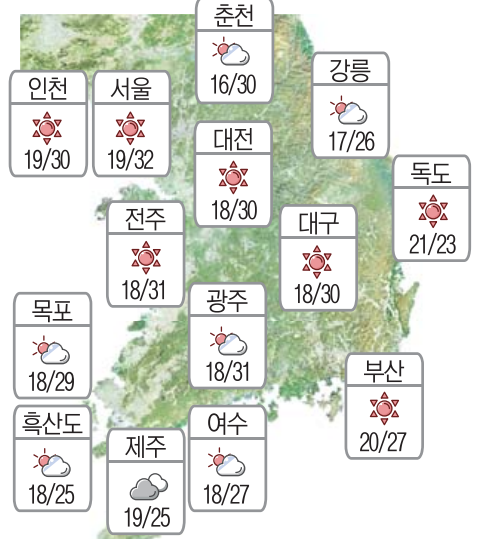 춘천
16/30
강릉
17/26
인천
19/30
서울
19/32
대전
18/30
독도
21/23
전주
18/31
대구
18/30
목포
18/29
광주
18/31
부산
20/27
흑산도
18/25
제주
19/25
여수
18/27